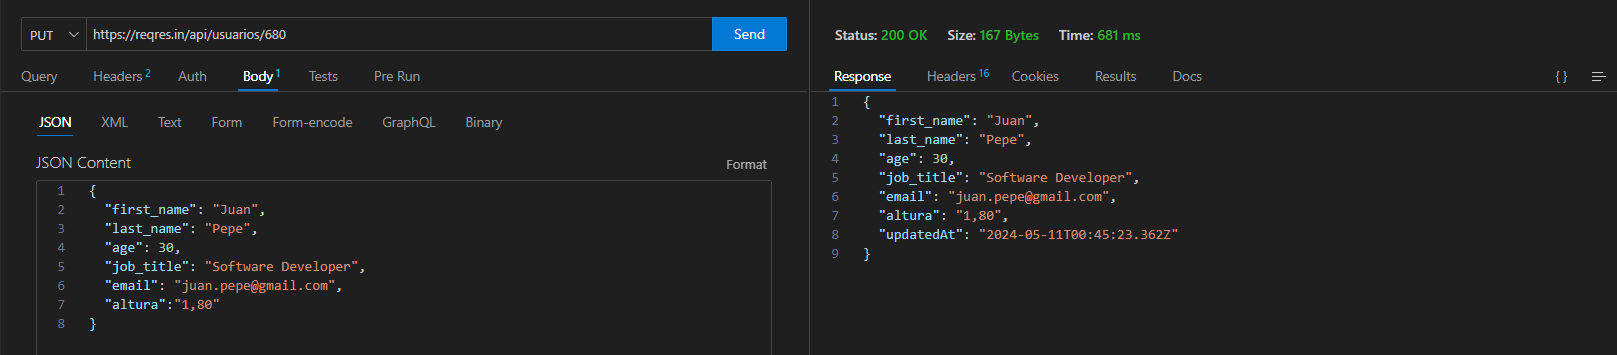 PUT https://reqres.in/api/usuarios/680 Send
Query Headers 2 Auth Body 1 Tests Pre Run
JSON XML Text Form Form-encode GraphQL Binary
JSON Content Format
1 {
2 "first_name": "Juan",
3 "last_name": "Pepe",
4 "age": 30,
5 "job_title": "Software Developer",
6 "email": "juan.pepe@gmail.com",
7 "altura":"1,80"
8 }
Status: 200 OK Size: 167 Bytes Time: 681 ms
Response Headers 16 Cookies Results Docs { }
1 {
2 "first_name": "Juan",
3 "last_name": "Pepe",
4 "age": 30,
5 "job_title": "Software Developer",
6 "email": "juan.pepe@gmail.com",
7 "altura": "1,80",
8 "updatedAt": "2024-05-11T00:45:23.362Z"
9 }